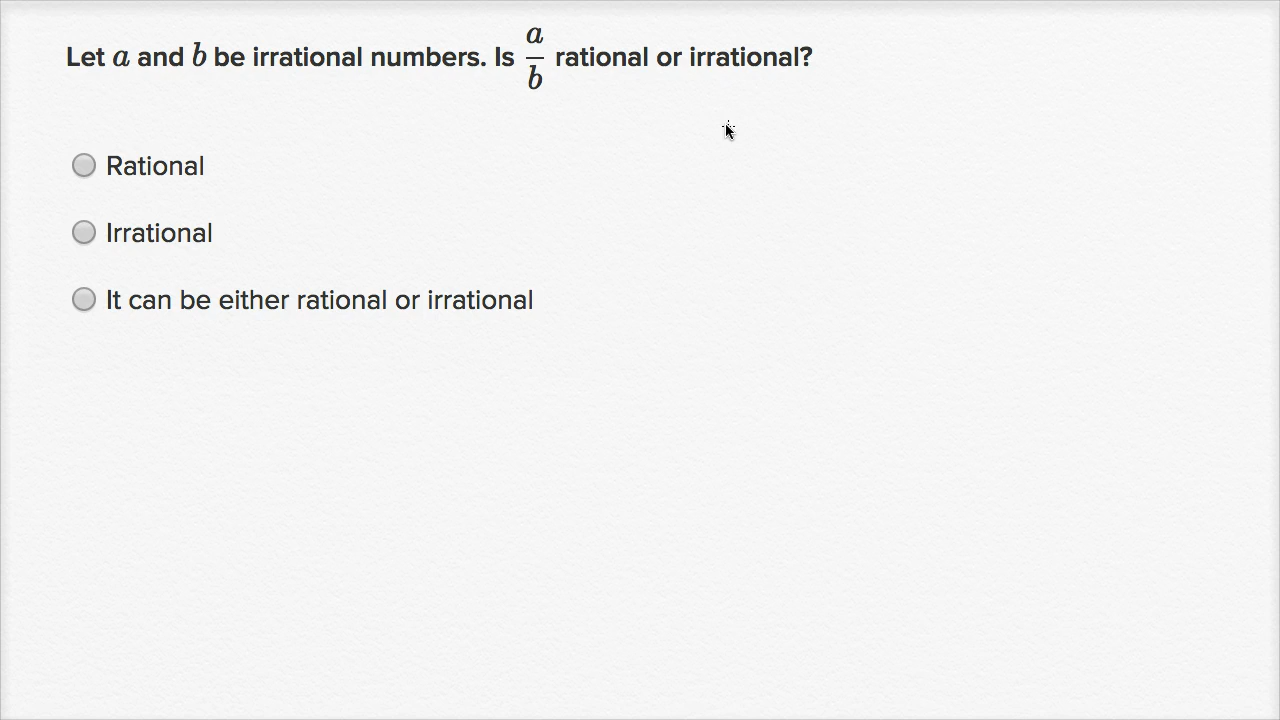 Let a and b be irrational numbers. Is a/b rational or irrational?
Rational
Irrational
It can be either rational or irrational